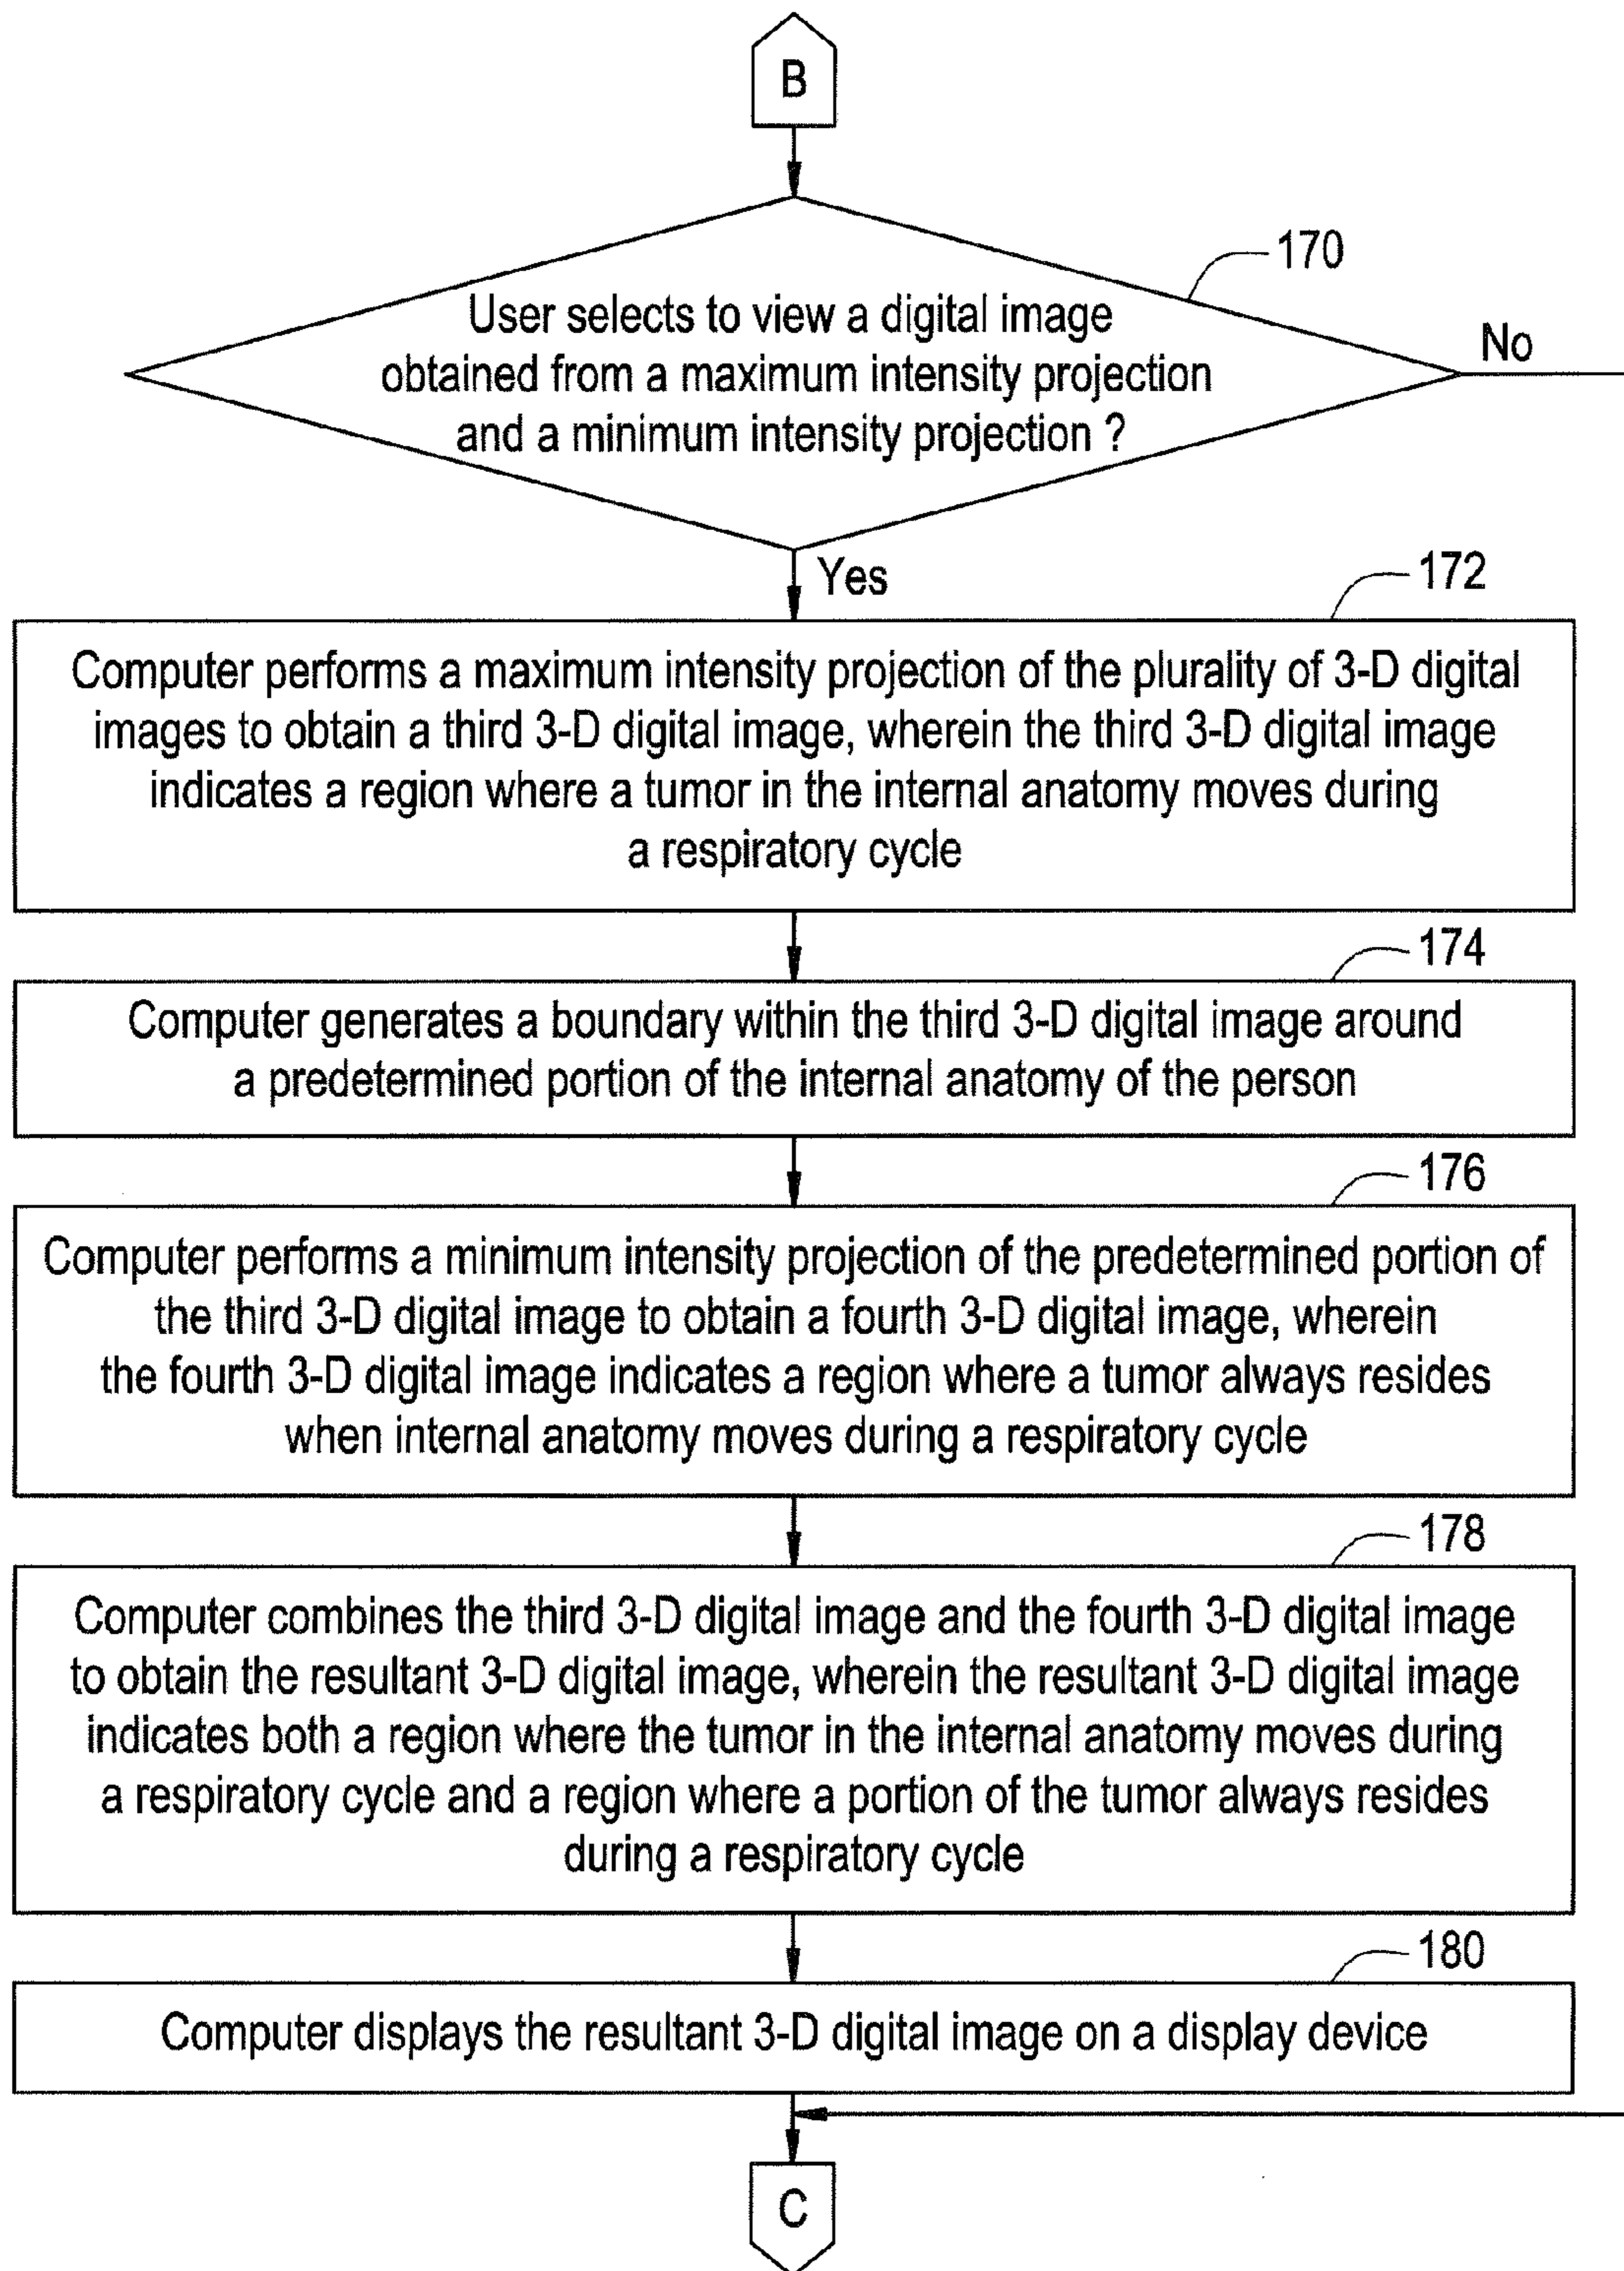 B
170
User selects to view a digital image
obtained from a maximum intensity projection
and a minimum intensity projection ?
No
Yes
172
Computer performs a maximum intensity projection of the plurality of 3-D digital
images to obtain a third 3-D digital image, wherein the third 3-D digital image
indicates a region where a tumor in the internal anatomy moves during
a respiratory cycle
174
Computer generates a boundary within the third 3-D digital image around
a predetermined portion of the internal anatomy of the person
176
Computer performs a minimum intensity projection of the predetermined portion of
the third 3-D digital image to obtain a fourth 3-D digital image, wherein
the fourth 3-D digital image indicates a region where a tumor always resides
when internal anatomy moves during a respiratory cycle
178
Computer combines the third 3-D digital image and the fourth 3-D digital image
to obtain the resultant 3-D digital image, wherein the resultant 3-D digital image
indicates both a region where the tumor in the internal anatomy moves during
a respiratory cycle and a region where a portion of the tumor always resides
during a respiratory cycle
180
Computer displays the resultant 3-D digital image on a display device
C